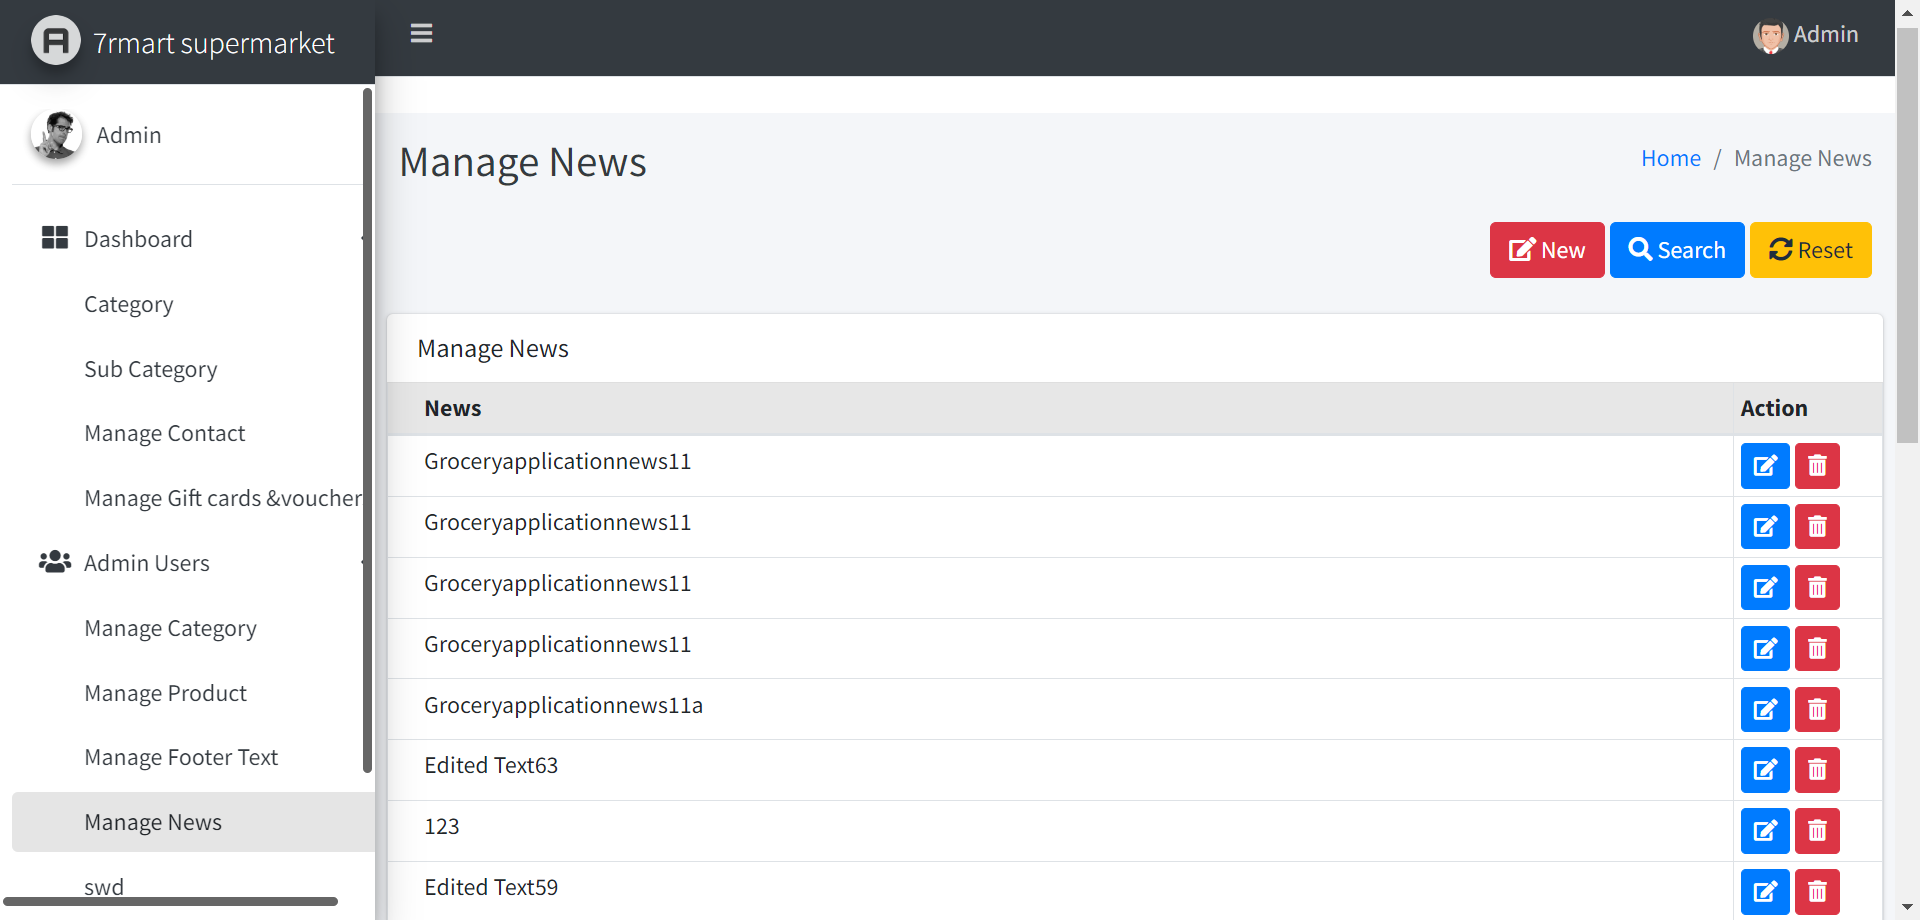 7rmart supermarket
Admin
Admin
Dashboard
Category
Sub Category
Manage Contact
Manage Gift cards &voucher
Admin Users
Manage Category
Manage Product
Manage Footer Text
Manage News
swd
Manage News
Home / Manage News
New Search Reset
Manage News
News Action
Groceryapplicationnews11
Groceryapplicationnews11
Groceryapplicationnews11
Groceryapplicationnews11
Groceryapplicationnews11a
Edited Text63
123
Edited Text59